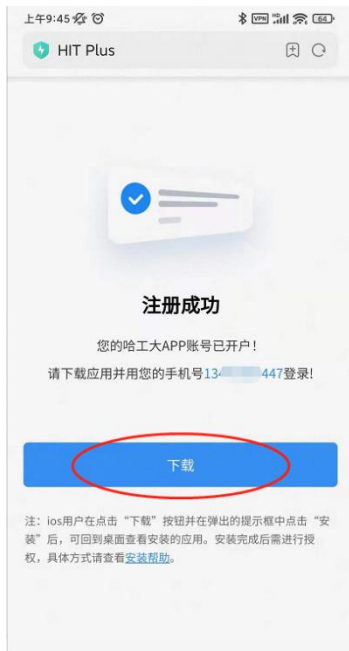 上午9:45
VPN
64
HIT Plus
注册成功
您的哈工大APP账号已开户！
请下载应用并用您的手机号134 447登录!
下载
注：ios用户在点击“下载”按钮并在弹出的提示框中点击“安
装”后，可回到桌面查看安装的应用。安装完成后需进行授
权，具体方式请查看安装帮助。